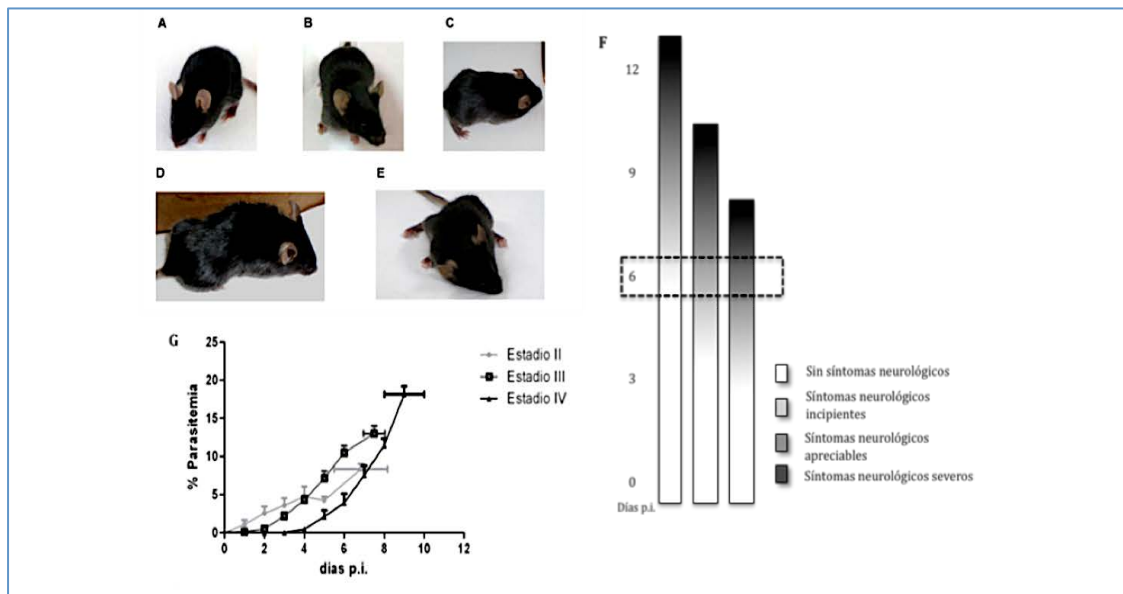 A
B
C
D
E
F
12
9
6
3
0
Días p.i.
Sin síntomas neurológicos
Síntomas neurológicos
incipientes
Síntomas neurológicos
apreciables
Síntomas neurológicos severos
G
% Parasitemia
25
20
15
10
5
0
0 2 4 6 8 10 12
días p.i.
Estadio II
Estadio III
Estadio IV